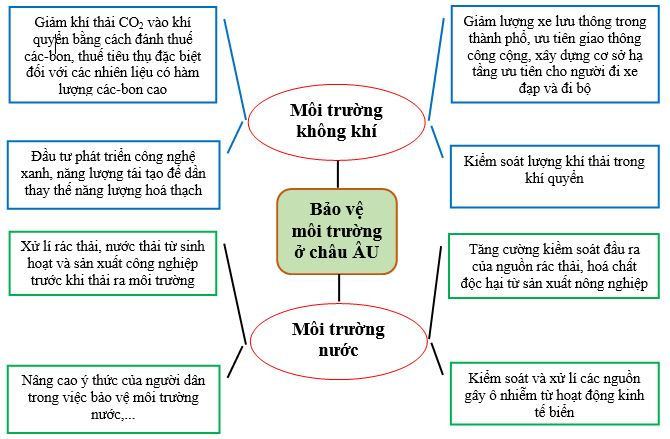 Giảm khí thải CO₂ vào khí
quyển bằng cách đánh thuế
các-bon, thuế tiêu thụ đặc biệt
đối với các nhiên liệu có hàm
lượng các-bon cao
Giảm lượng xe lưu thông trong
thành phố, ưu tiên giao thông
công cộng, xây dựng cơ sở hạ
tầng ưu tiên cho người đi xe
đạp và đi bộ
Môi trường
không khí
Đầu tư phát triển công nghệ
xanh, năng lượng tái tạo để dần
thay thế năng lượng hoá thạch
Kiểm soát lượng khí thải trong
khí quyển
Bảo vệ
môi trường
ở châu ÂU
Xử lí rác thải, nước thải từ sinh
hoạt và sản xuất công nghiệp
trước khi thải ra môi trường
Tăng cường kiểm soát đầu ra
của nguồn rác thải, hoá chất
độc hại từ sản xuất nông nghiệp
Môi trường
nước
Nâng cao ý thức của người dân
trong việc bảo vệ môi trường
nước,...
Kiểm soát và xử lí các nguồn
gây ô nhiễm từ hoạt động kinh
tế biển